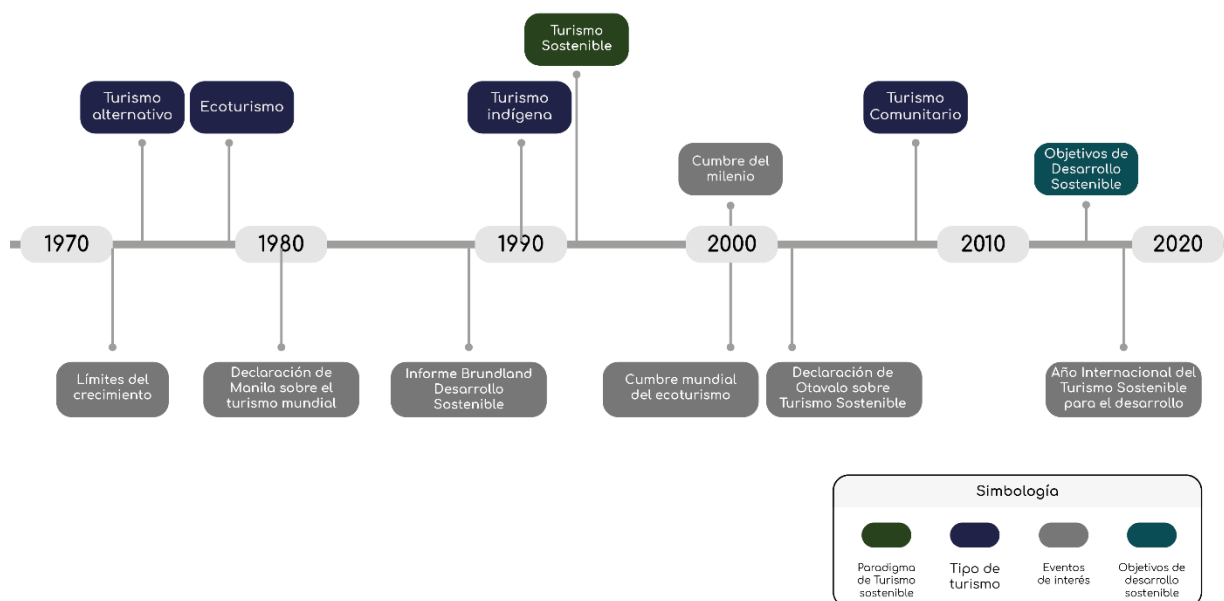 Turismo
Sostenible
Turismo
alternativo
Ecoturismo
Turismo
indígena
Turismo
Comunitario
Cumbre del
milenio
Objetivos de
Desarrollo
Sostenible
1970
1980
1990
2000
2010
2020
Límites del
crecimiento
Declaración de
Manila sobre el
turismo mundial
Informe Brundland
Desarrollo
Sostenible
Cumbre mundial
del ecoturismo
Declaración de
Otavalo sobre
Turismo Sostenible
Año Internacional del
Turismo Sostenible
para el desarrollo
Simbología
Paradigma
de Turismo
sostenible
Tipo de
turismo
Eventos
de interés
Objetivos de
desarrollo
sostenible